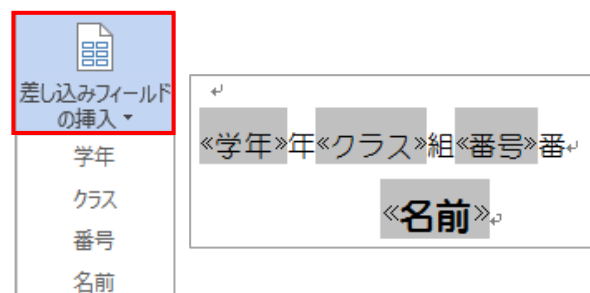 差し込みフィールド
の挿入
学年
クラス
番号
名前
«学年»年«クラス»組«番号»番
«名前»